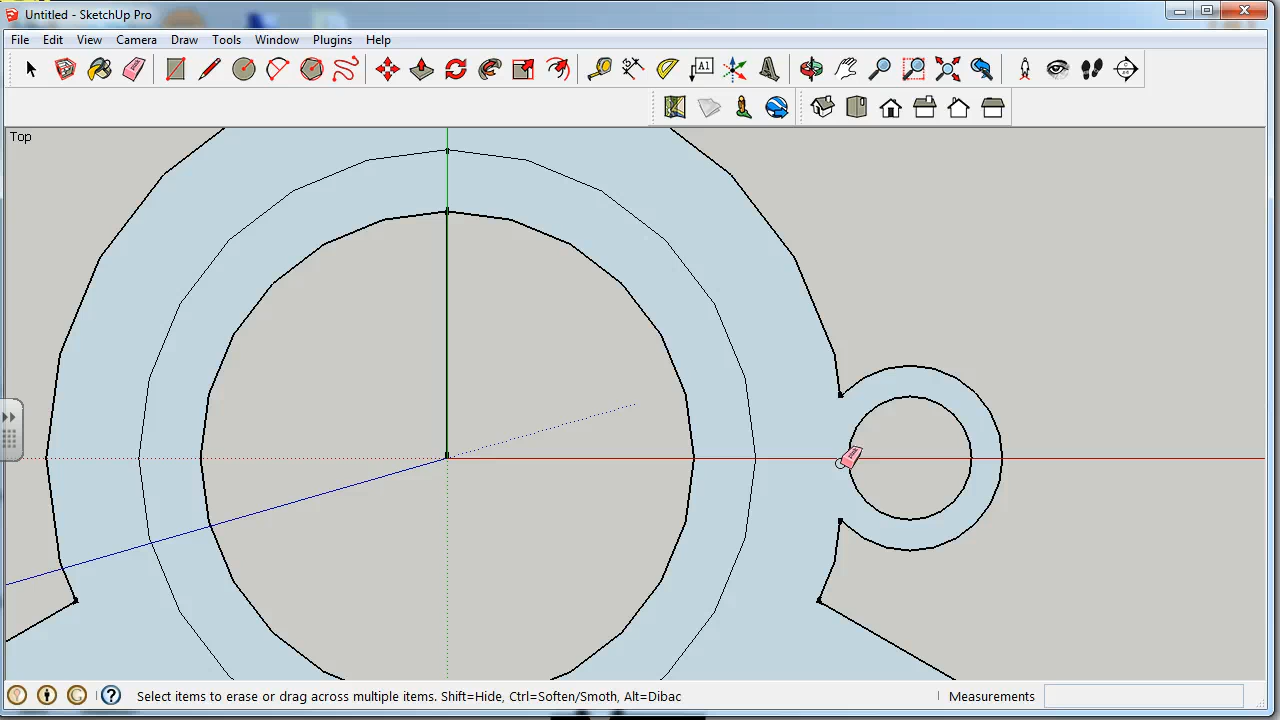 Untitled - SketchUp Pro
File Edit View Camera Draw Tools Window Plugins Help
A1
Top
Select items to erase or drag across multiple items. Shift=Hide, Ctrl=Soften/Smoth, Alt=Dibac
Measurements